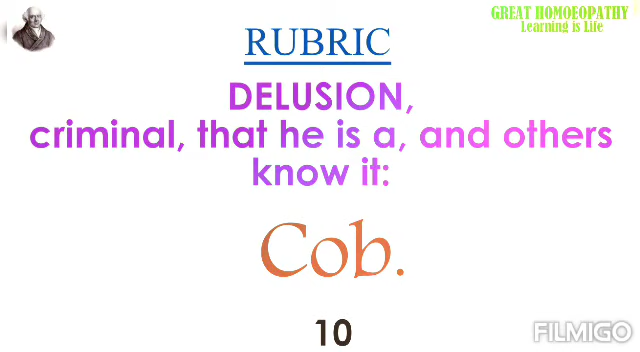 GREAT HOMOEOPATHY
Learning is Life
RUBRIC
DELUSION,
criminal, that he is a, and others
know it:
Cob.
10
FILMIGO